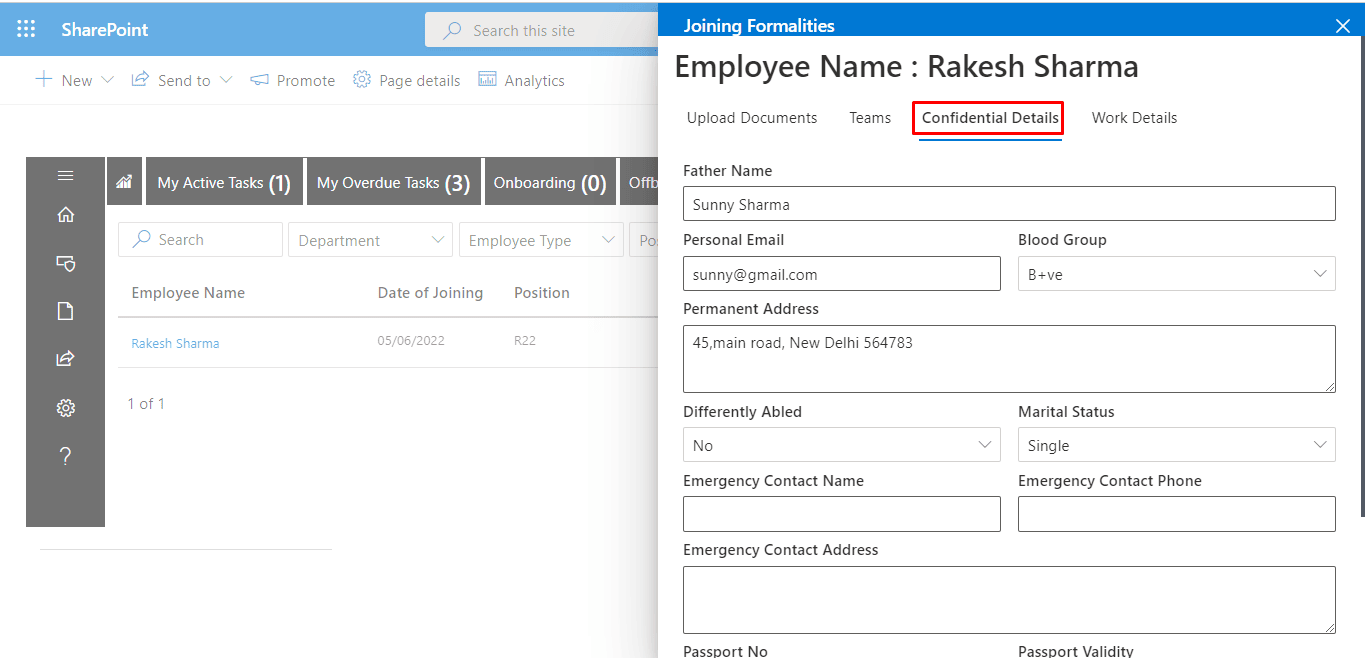 SharePoint
Search this site
New
Send to
Promote
Page details
Analytics
My Active Tasks (1)
My Overdue Tasks (3)
Onboarding (0)
Offb
Search
Department
Employee Type
Po
Employee Name Date of Joining Position
Rakesh Sharma 05/06/2022 R22
1 of 1
Joining Formalities
Employee Name : Rakesh Sharma
Upload Documents Teams Confidential Details Work Details
Father Name
Sunny Sharma
Personal Email Blood Group
sunny@gmail.com B+ve
Permanent Address
45,main road, New Delhi 564783
Differently Abled Marital Status
No Single
Emergency Contact Name Emergency Contact Phone
Emergency Contact Address
Passport No Passport Validity